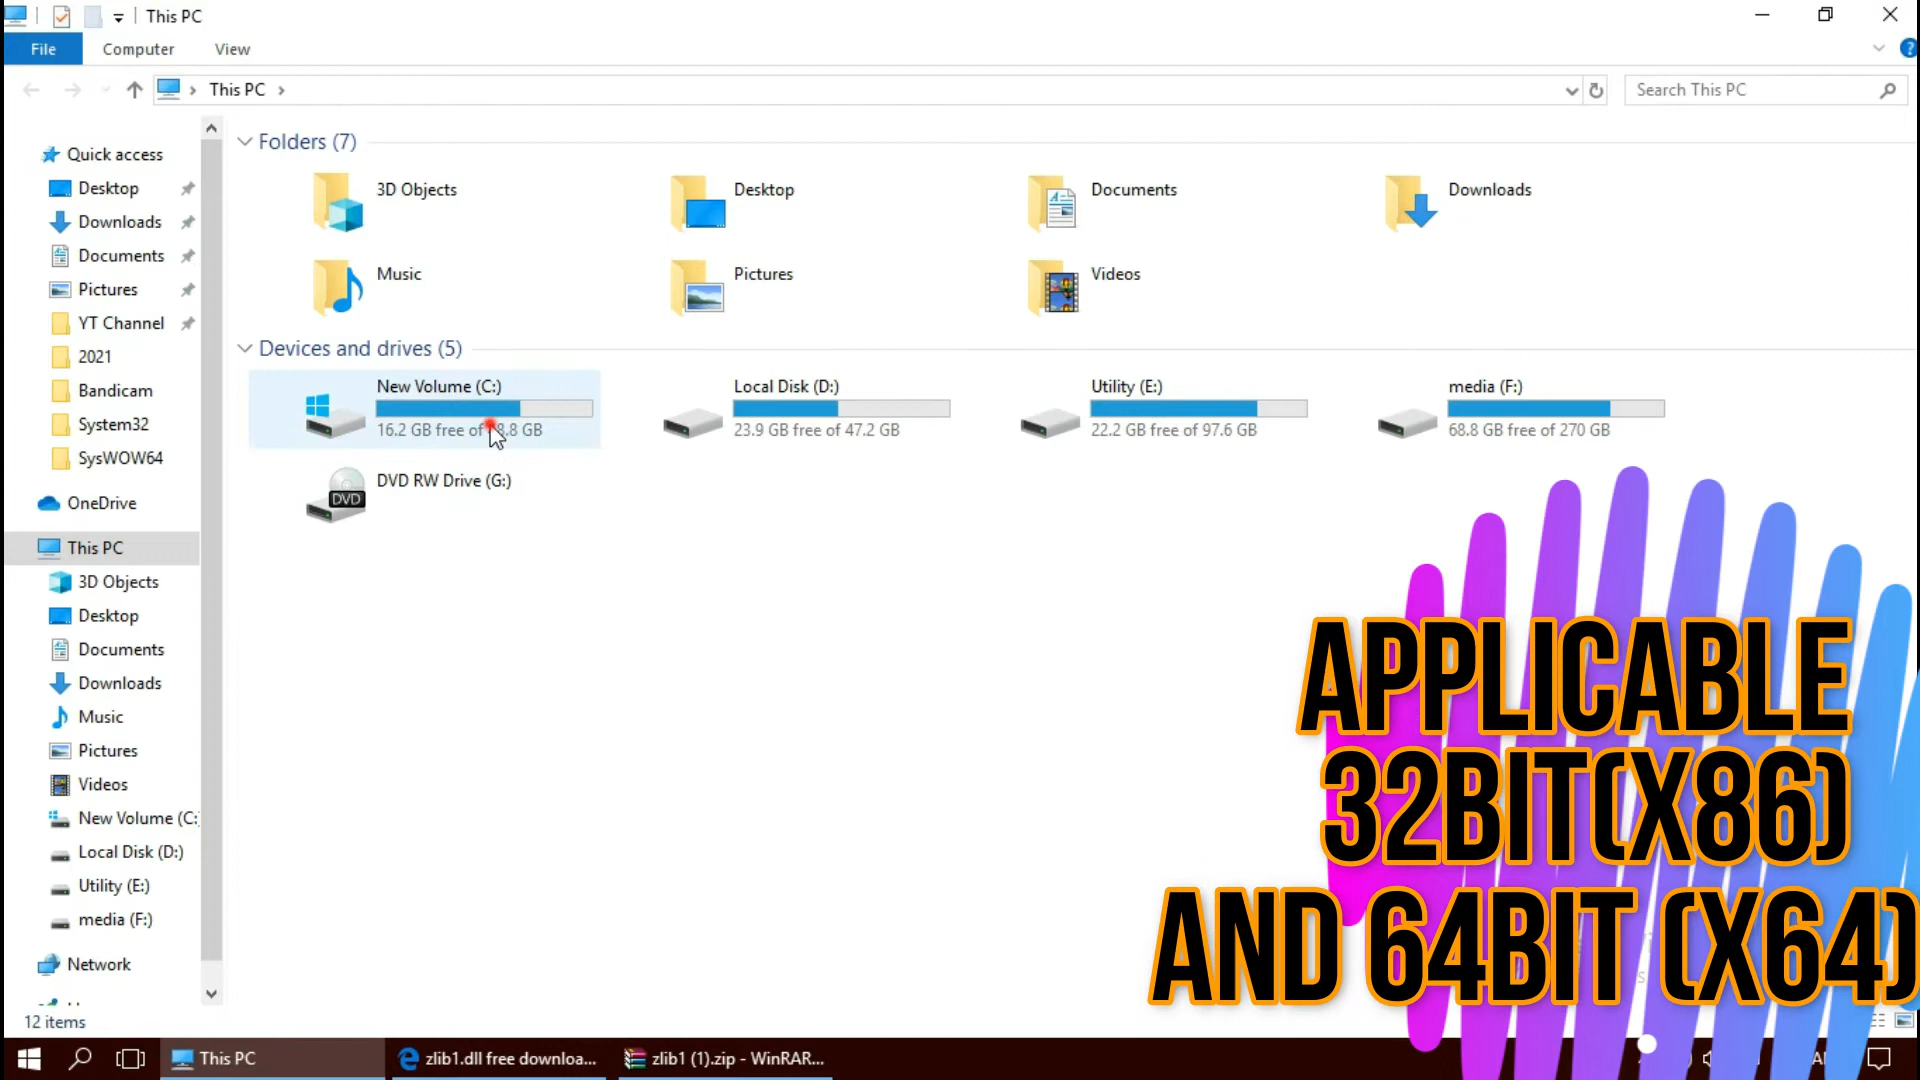 This PC
File
Computer
View
This PC
Search This PC
Quick access
Desktop
Downloads
Documents
Pictures
YT Channel
2021
Bandicam
System32
SysWOW64
OneDrive
This PC
3D Objects
Desktop
Documents
Downloads
Music
Pictures
Videos
New Volume (C:
Local Disk (D:)
Utility (E:)
media (F:)
Network
Folders (7)
3D Objects
Desktop
Documents
Downloads
Music
Pictures
Videos
Devices and drives (5)
New Volume (C:)
16.2 GB free of 8.8 GB
Local Disk (D:)
23.9 GB free of 47.2 GB
Utility (E:)
22.2 GB free of 97.6 GB
media (F:)
68.8 GB free of 270 GB
DVD RW Drive (G:)
DVD
APPLICABLE
32BIT(X86)
AND 64BIT (X64)
12 items
This PC
zlib1.dll free downloa...
zlib1 (1).zip - WinRAR...